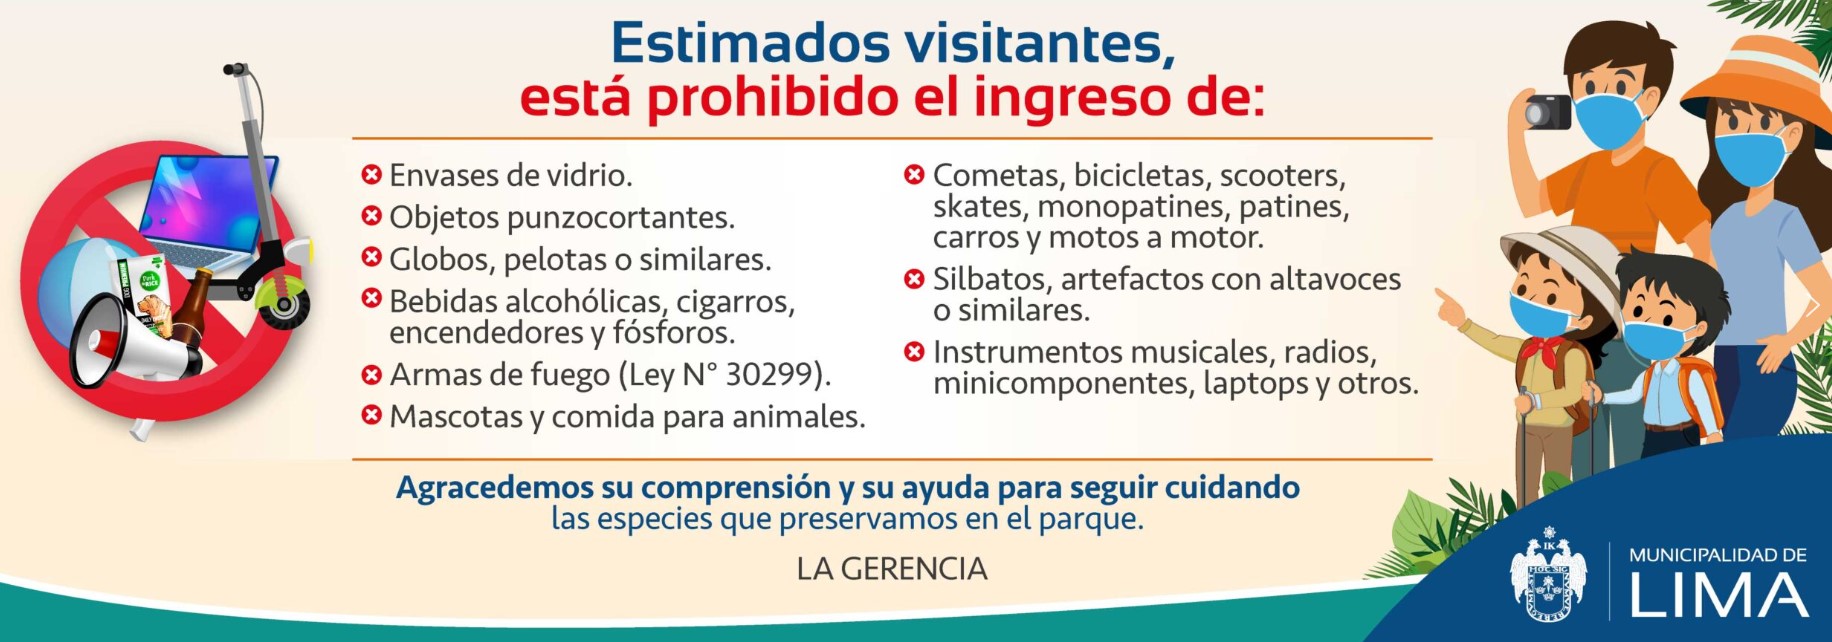 Estimados visitantes,
está prohibido el ingreso de:
Envases de vidrio.
Objetos punzocortantes.
Globos, pelotas o similares.
Bebidas alcohólicas, cigarros,
encendedores y fósforos.
Armas de fuego (Ley N° 30299).
Mascotas y comida para animales.
Cometas, bicicletas, scooters,
skates, monopatines, patines,
carros y motos a motor.
Silbatos, artefactos con altavoces
o similares.
Instrumentos musicales, radios,
minicomponentes, laptops y otros.
Agracedemos su comprensión y su ayuda para seguir cuidando
las especies que preservamos en el parque.
LA GERENCIA
MUNICIPALIDAD DE
LIMA